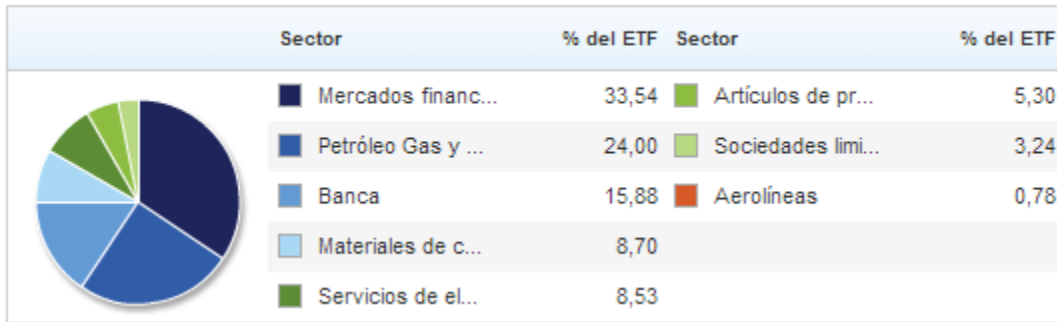 Sector % del ETF Sector % del ETF
Mercados financ... 33,54 Artículos de pr... 5,30
Petróleo Gas y ... 24,00 Sociedades limi... 3,24
Banca 15,88 Aerolíneas 0,78
Materiales de c... 8,70
Servicios de el... 8,53